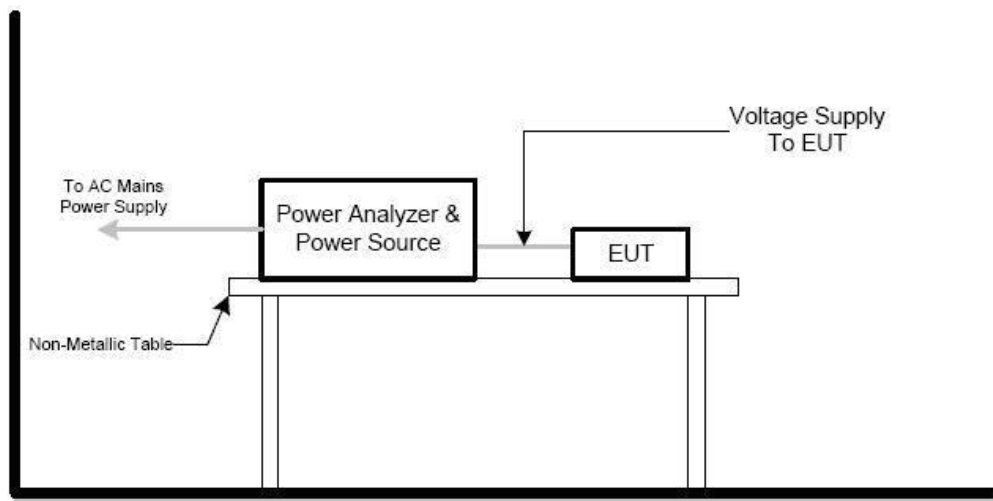 Voltage Supply
To EUT
To AC Mains
Power Supply
Power Analyzer &
Power Source
EUT
Non-Metallic Table